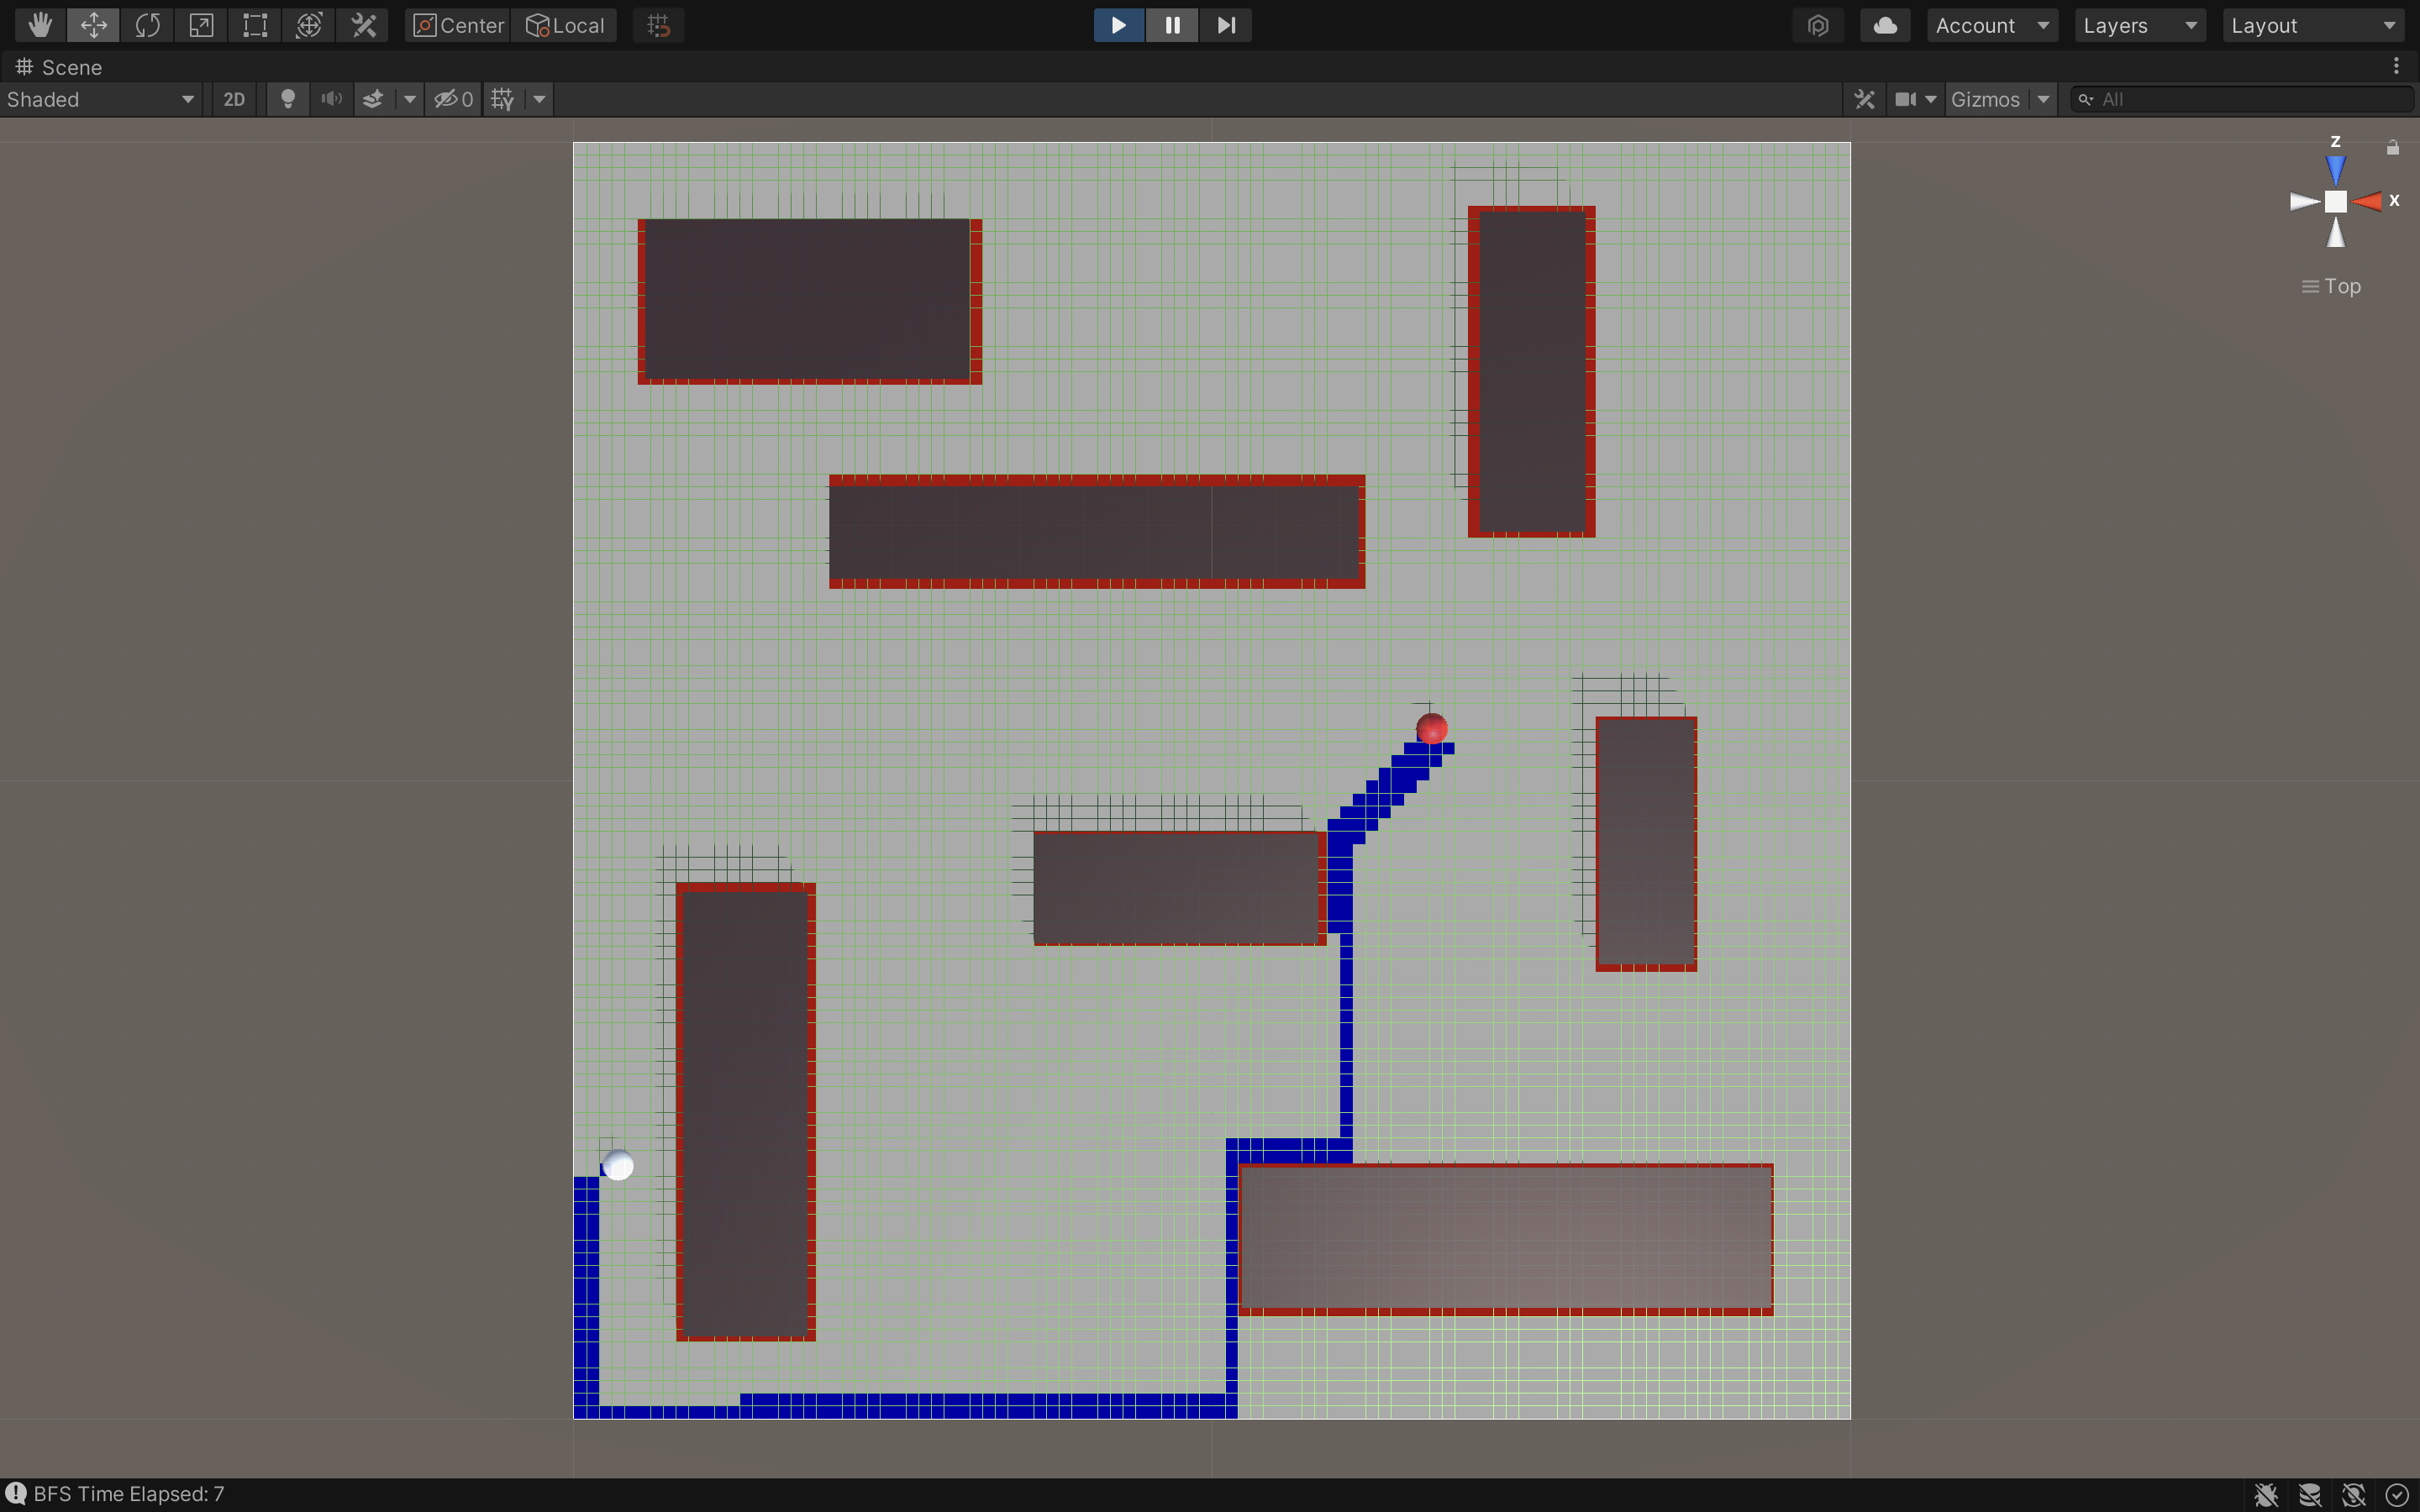 Center Local Account Layers Layout
Scene
Shaded 2D 0 Gizmos All
z
x
Top
BFS Time Elapsed: 7